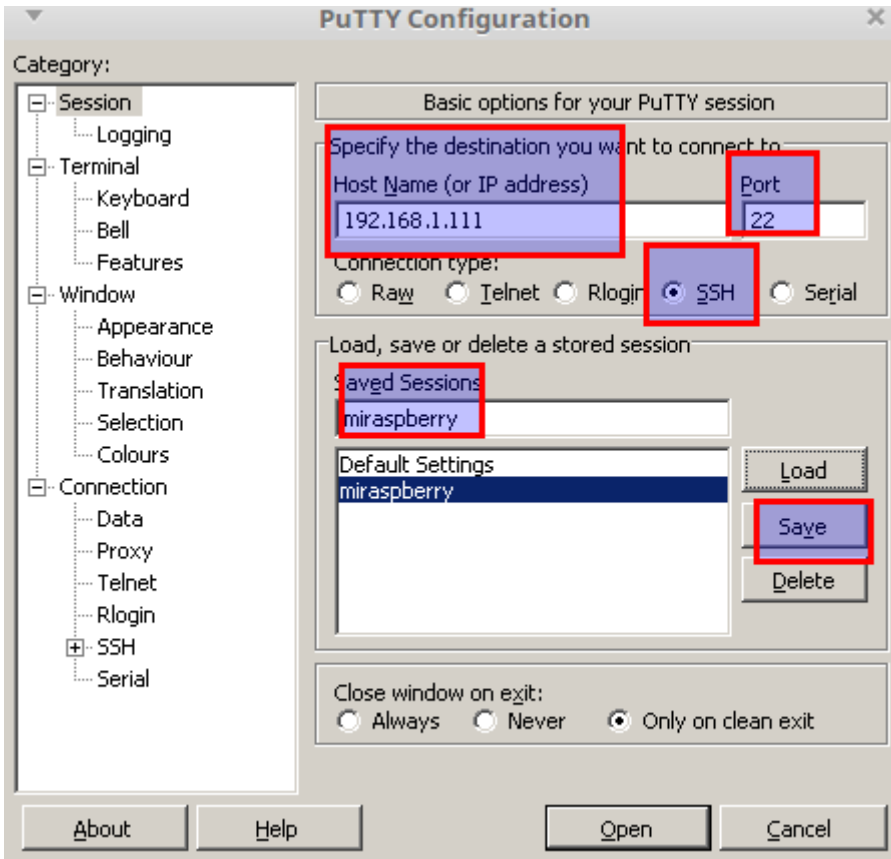 PuTTY Configuration
Category:
Session
Logging
Terminal
Keyboard
Bell
Features
Window
Appearance
Behaviour
Translation
Selection
Colours
Connection
Data
Proxy
Telnet
Rlogin
SSH
Serial
Basic options for your PuTTY session
Specify the destination you want to connect to
Host Name (or IP address) Port
192.168.1.111 22
Connection type:
Raw Telnet Rlogin SSH Serial
Load, save or delete a stored session
Saved Sessions
miraspberry
Default Settings
miraspberry
Load
Save
Delete
Close window on exit:
Always Never Only on clean exit
About Help Open Cancel